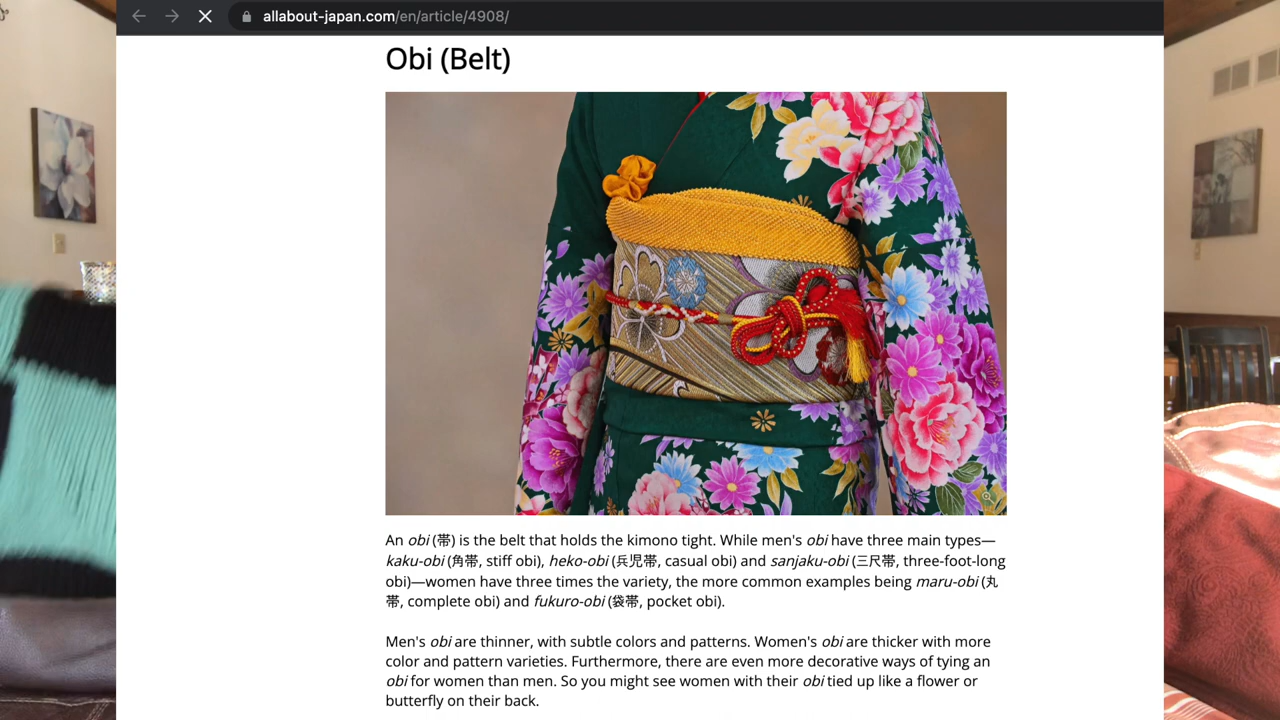 allabout-japan.com/en/article/4908/
Obi (Belt)
An obi (帯) is the belt that holds the kimono tight. While men's obi have three main types—
kaku-obi (角帯, stiff obi), heko-obi (兵児帯, casual obi) and sanjaku-obi (三尺帯, three-foot-long
obi)—women have three times the variety, the more common examples being maru-obi (丸
帯, complete obi) and fukuro-obi (袋帯, pocket obi).
Men's obi are thinner, with subtle colors and patterns. Women's obi are thicker with more
color and pattern varieties. Furthermore, there are even more decorative ways of tying an
obi for women than men. So you might see women with their obi tied up like a flower or
butterfly on their back.